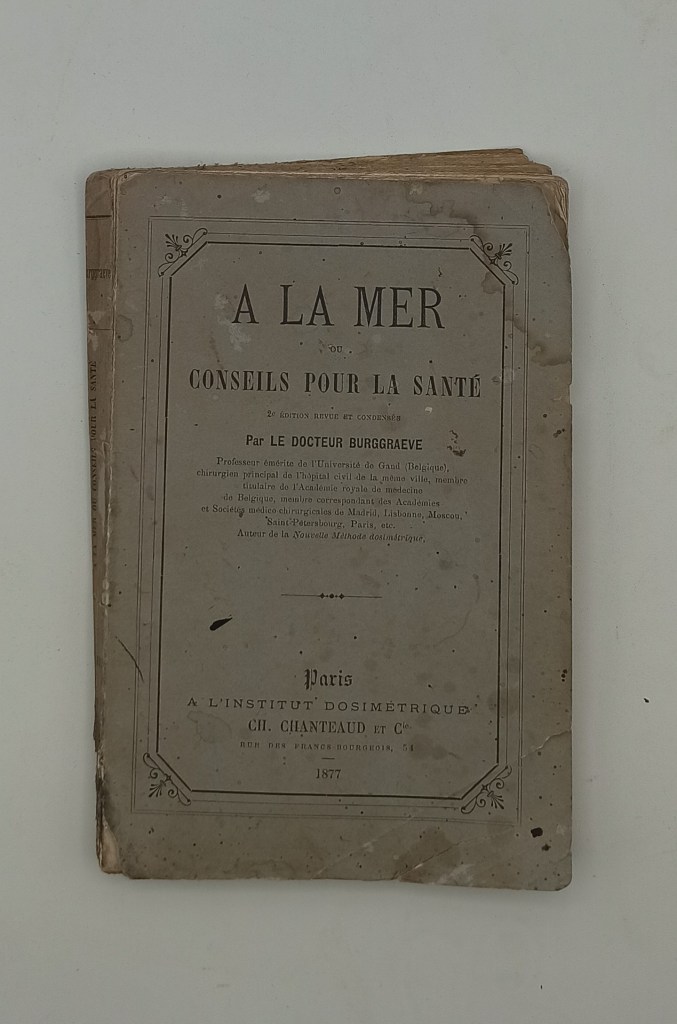 A LA MER
OU
CONSEILS POUR LA SANTÉ
2e ÉDITION REVUE ET CONDENSÉE
Par LE DOCTEUR BURGGRAEVE
Professeur émérite de l'Université de Gand (Belgique),
chirurgien principal de l'hôpital civil de la même ville, membre
titulaire de l'Académie royale de médecine
de Belgique, membre correspondant des Académies
et Sociétés médico-chirurgicales de Madrid, Lisbonne, Moscou,
Saint-Pétersbourg, Paris, etc.
Auteur de la Nouvelle Méthode dosimétrique.
Paris
A L'INSTITUT DOSIMÉTRIQUE
CH. CHANTEAUD ET Cie
RUE DES FRANCS-BOURGEOIS, 54
1877
POUR LA SANTÉ